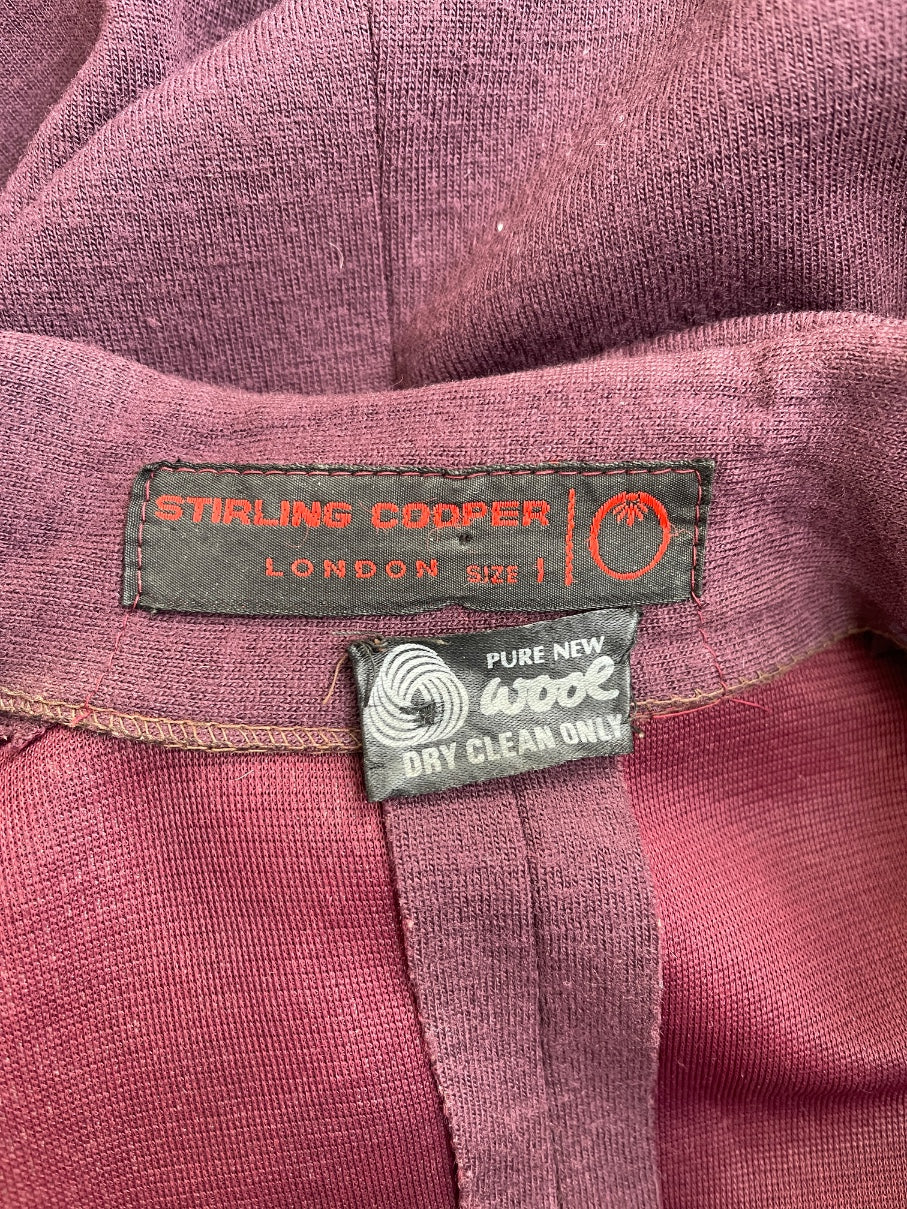 STIRLING COOPER
LONDON SIZE 1
PURE NEW
wool
DRY CLEAN ONLY